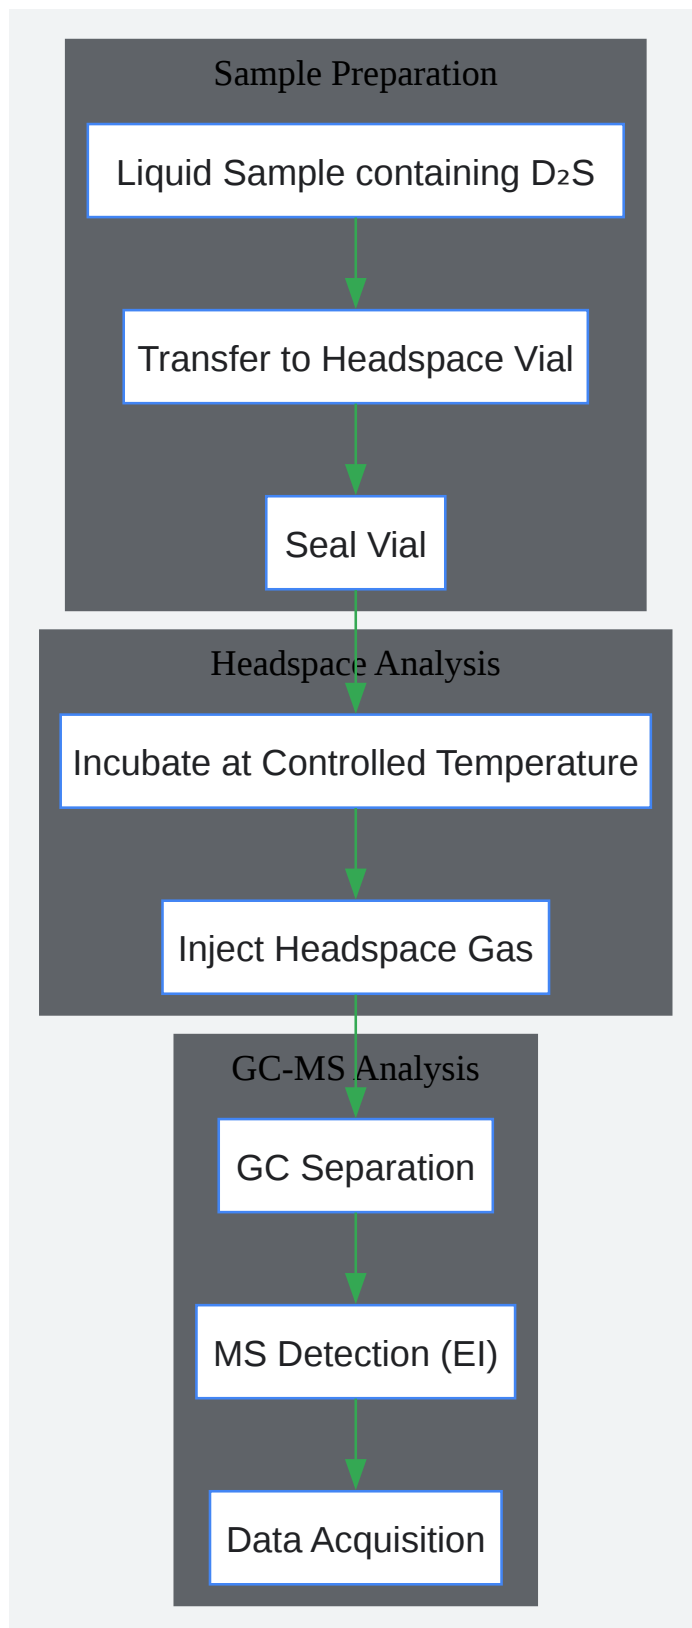 Sample Preparation
Liquid Sample containing D₂S
Transfer to Headspace Vial
Seal Vial
Headspace Analysis
Incubate at Controlled Temperature
Inject Headspace Gas
GC-MS Analysis
GC Separation
MS Detection (EI)
Data Acquisition